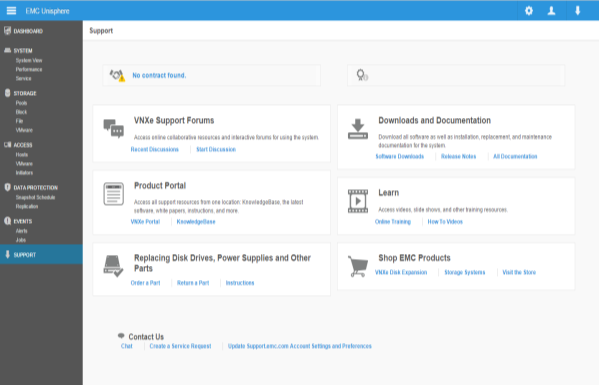 EMC Unisphere
DASHBOARD
SYSTEM
System View
Performance
Service
STORAGE
Pools
Block
File
VMware
ACCESS
Hosts
VMware
Initiators
DATA PROTECTION
Snapshot Schedule
Replication
EVENTS
Alerts
Jobs
SUPPORT
Support
No contract found.
VNXe Support Forums
Access online collaborative resources and interactive forums for using the system.
Recent Discussions Start Discussion
Downloads and Documentation
Download all software as well as installation, replacement, and maintenance
documentation for the system.
Software Downloads Release Notes All Documentation
Product Portal
Access all support resources from one location: KnowledgeBase, the latest
software, white papers, instructions, and more.
VNXe Portal KnowledgeBase
Learn
Access videos, slide shows, and other training resources.
Online Training How To Videos
Replacing Disk Drives, Power Supplies and Other
Parts
Order a Part Return a Part Instructions
Shop EMC Products
VNXe Disk Expansion Storage Systems Visit the Store
Contact Us
Chat Create a Service Request Update Support.emc.com Account Settings and Preferences